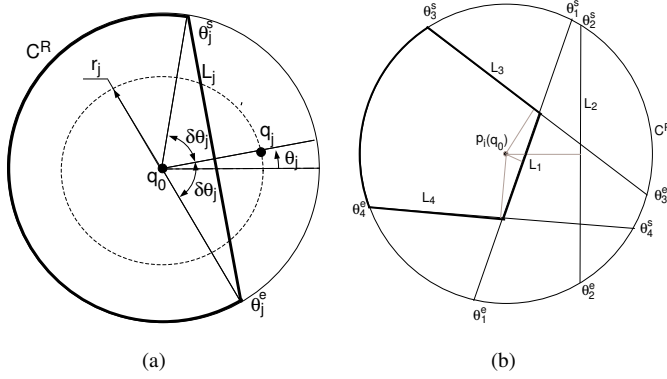 C^R
r_j
θ_j^s
L_j
δθ_j
q_j
θ_j
q_0
δθ_j
θ_j^e
(a)
θ_3^s
θ_1^s
θ_2^s
L_3
L_2
C^R
p_i(q_0)
L_1
θ_3^e
L_4
θ_4^e
θ_4^s
θ_2^e
θ_1^e
(b)